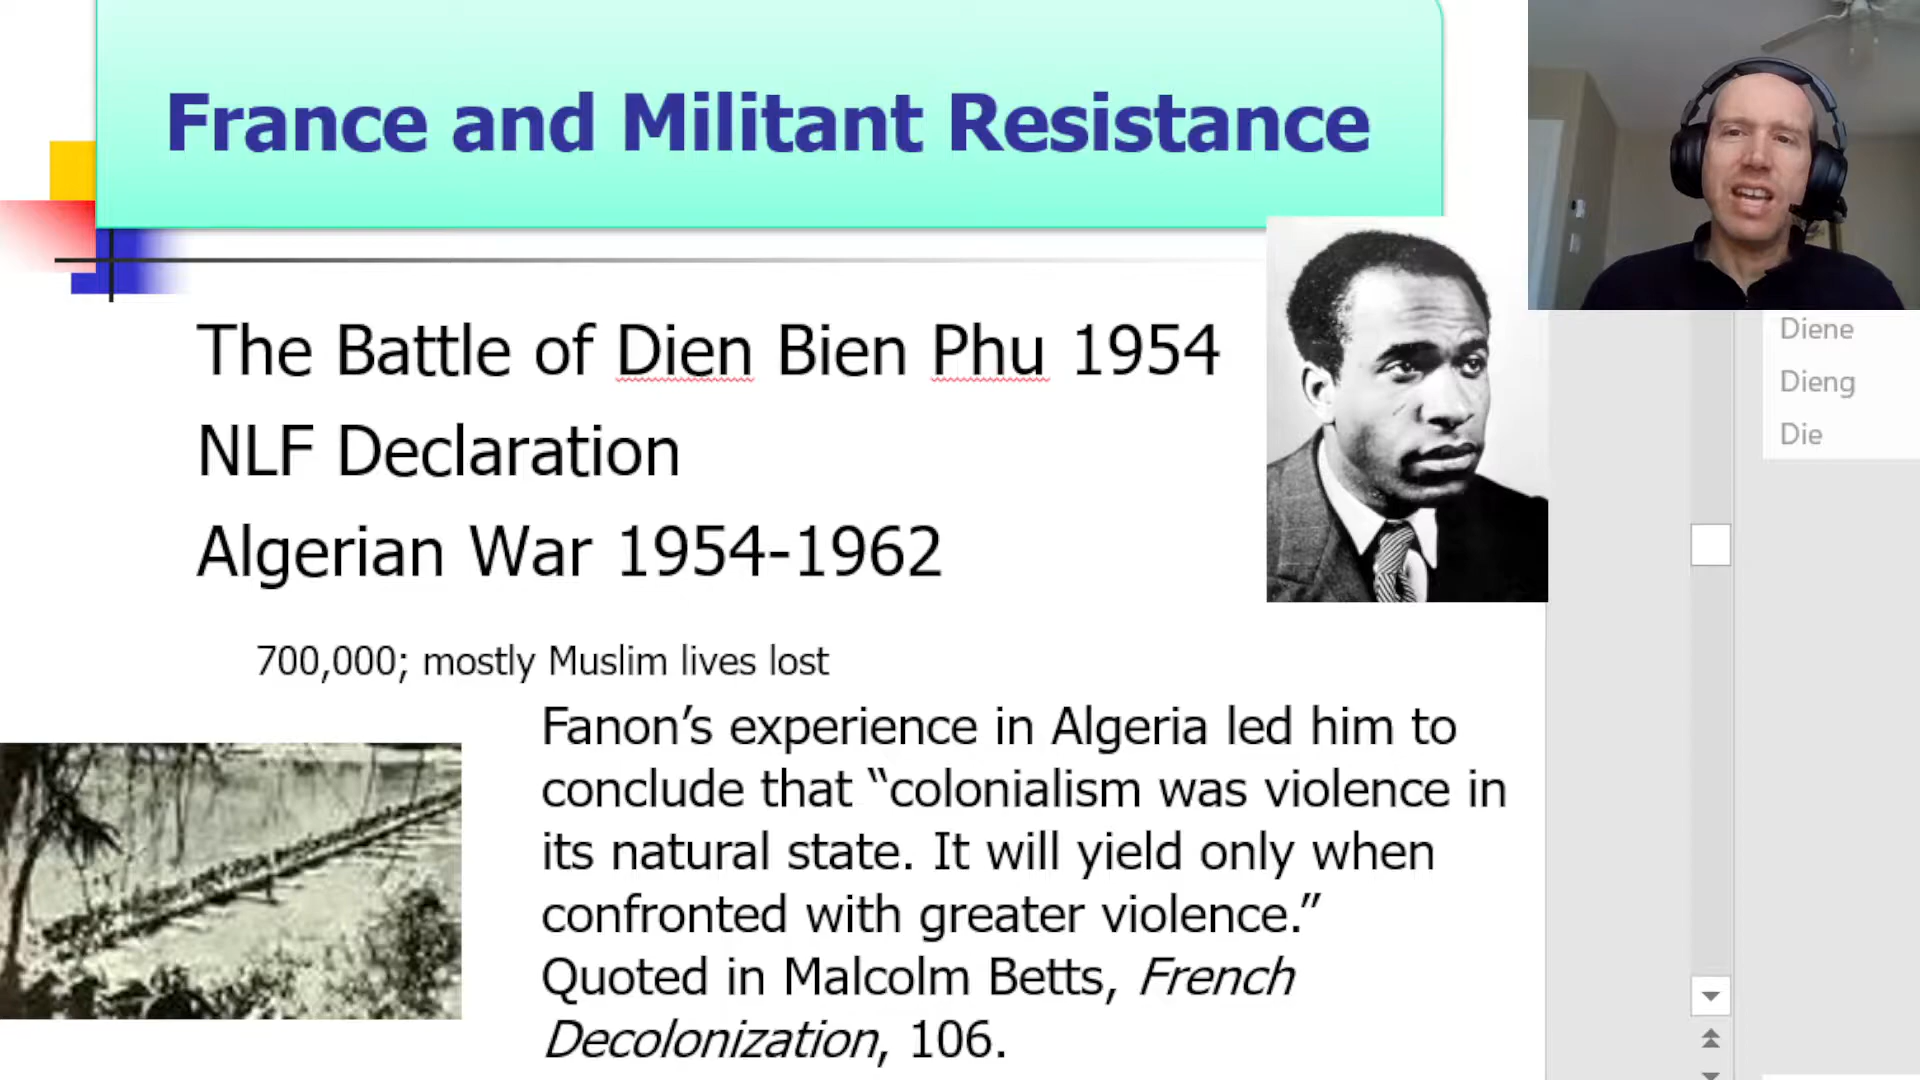 France and Militant Resistance
The Battle of Dien Bien Phu 1954
NLF Declaration
Algerian War 1954-1962
700,000; mostly Muslim lives lost
Fanon’s experience in Algeria led him to
conclude that “colonialism was violence in
its natural state. It will yield only when
confronted with greater violence.”
Quoted in Malcolm Betts, French
Decolonization, 106.
Diene
Dieng
Die